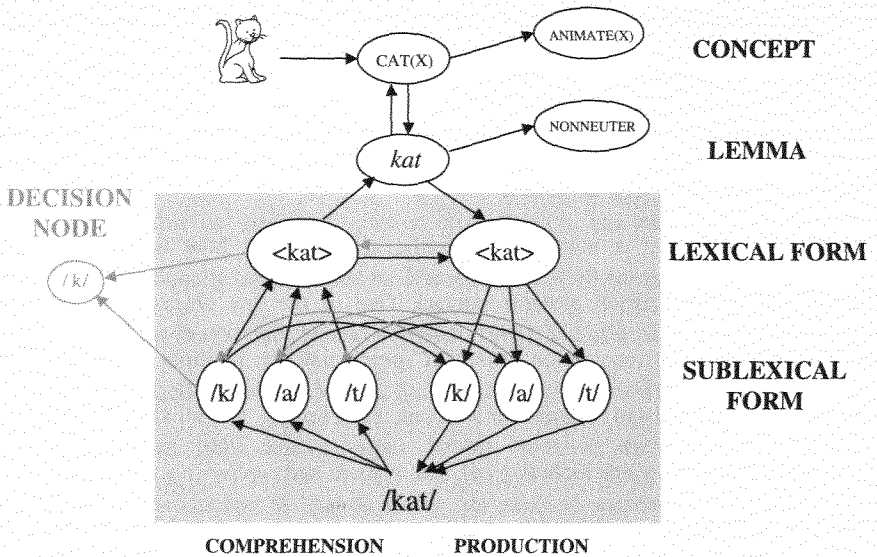 CAT(X)
ANIMATE(X)
CONCEPT
kat
NONNEUTER
LEMMA
DECISION
NODE
/k/
<kat>
<kat>
LEXICAL FORM
/k/
/a/
/t/
/k/
/a/
/t/
SUBLEXICAL
FORM
/kat/
COMPREHENSION
PRODUCTION